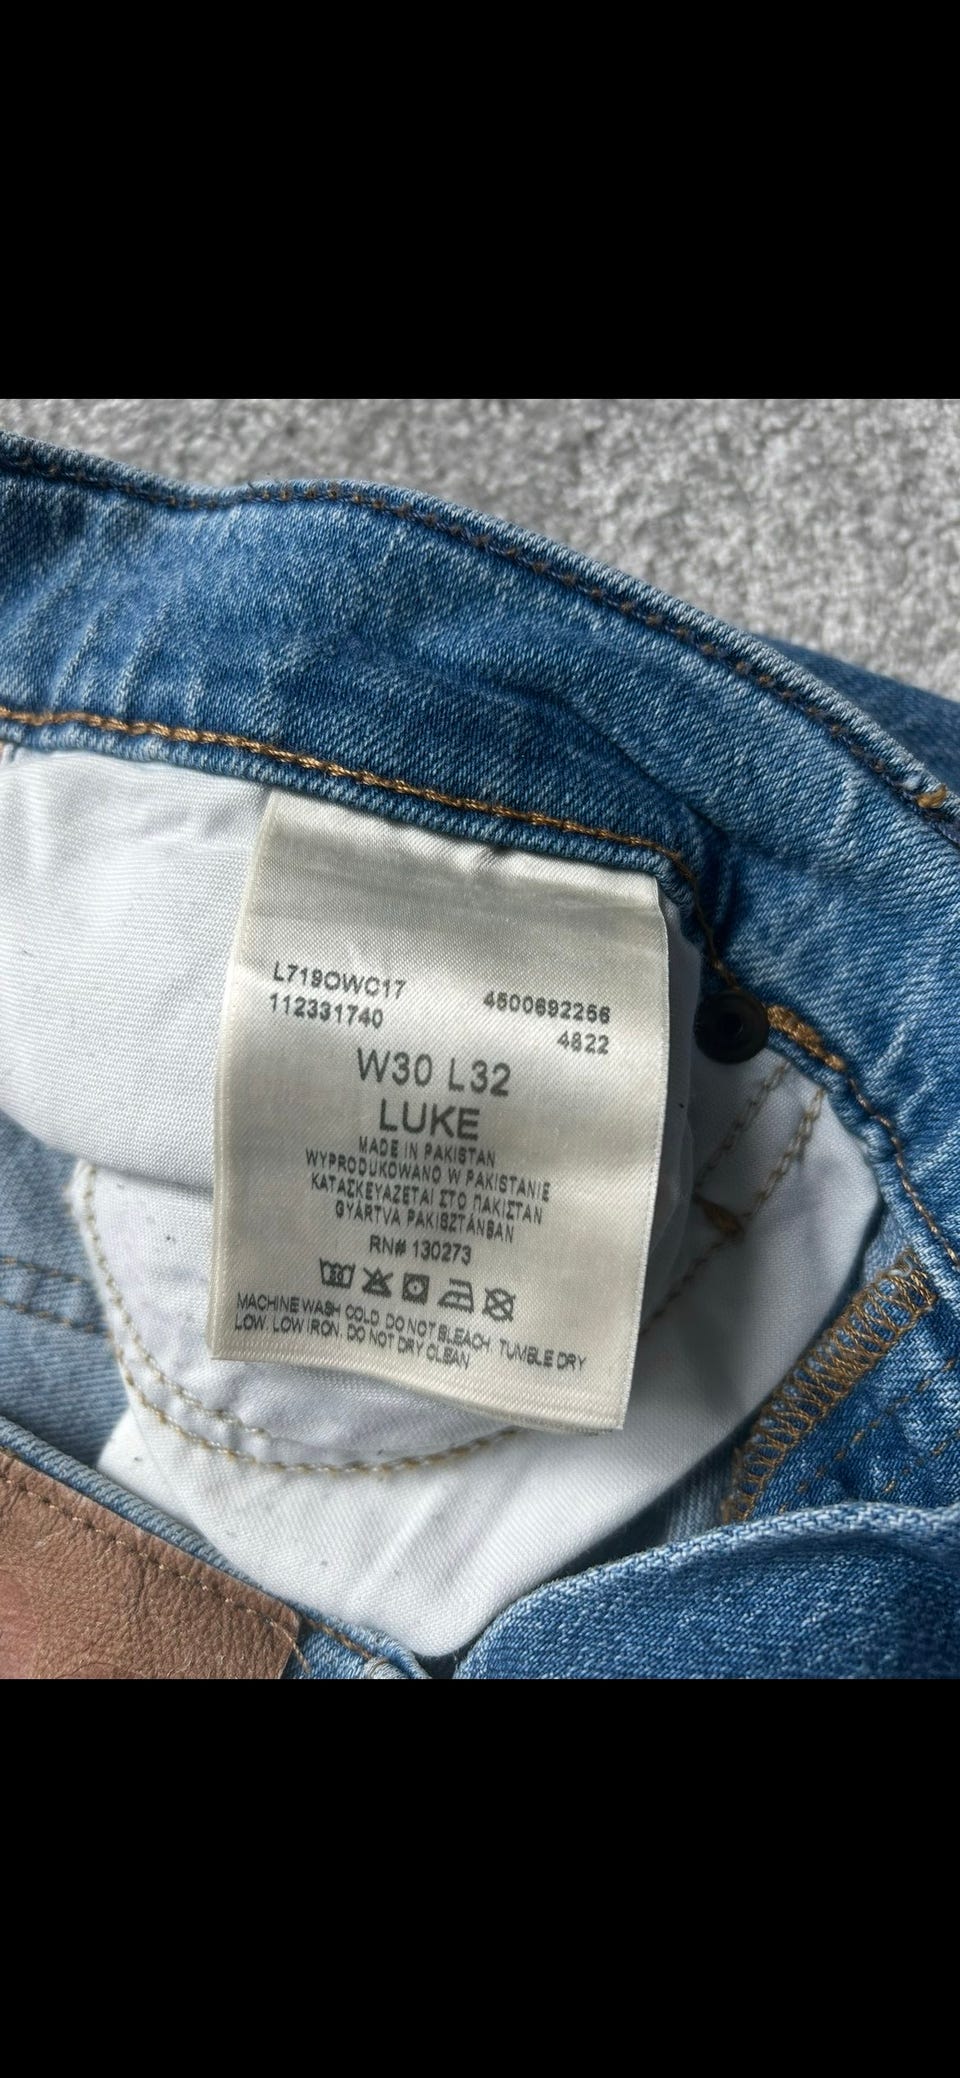 L719OWC17 4500692256
112331740 4822
W30 L32
LUKE
MADE IN PAKISTAN
WYPRODUKOWANO W PAKISTANIE
ΚΑΤΑΣΚΕΥΑΖΕΤΑΙ ΣΤΟ ΠΑΚΙΣΤΑΝ
GYÁRTVA PAKISZTÁNBAN
RN# 130273
MACHINE WASH COLD. DO NOT BLEACH. TUMBLE DRY
LOW. LOW IRON. DO NOT DRY CLEAN